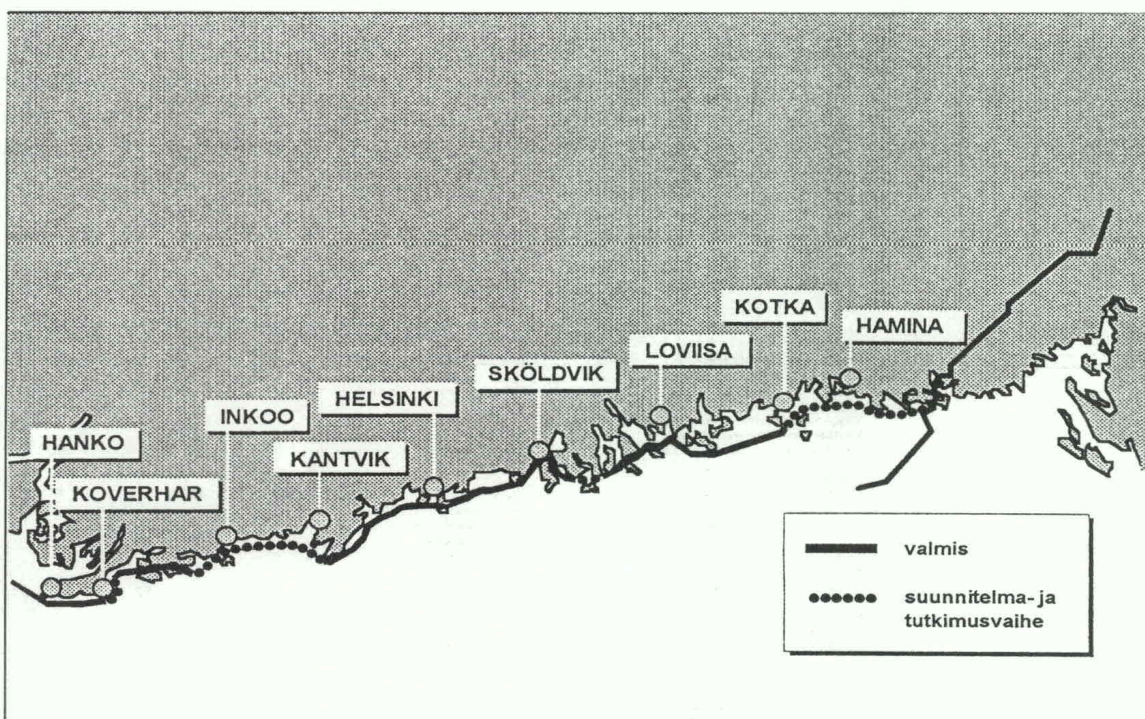 KOTKA
HAMINA
LOVIISA
SKÖLDVIK
HELSINKI
INKOO
HANKO
KANTVIK
KOVERHAR
valmis
suunnitelma- ja
tutkimusvaihe